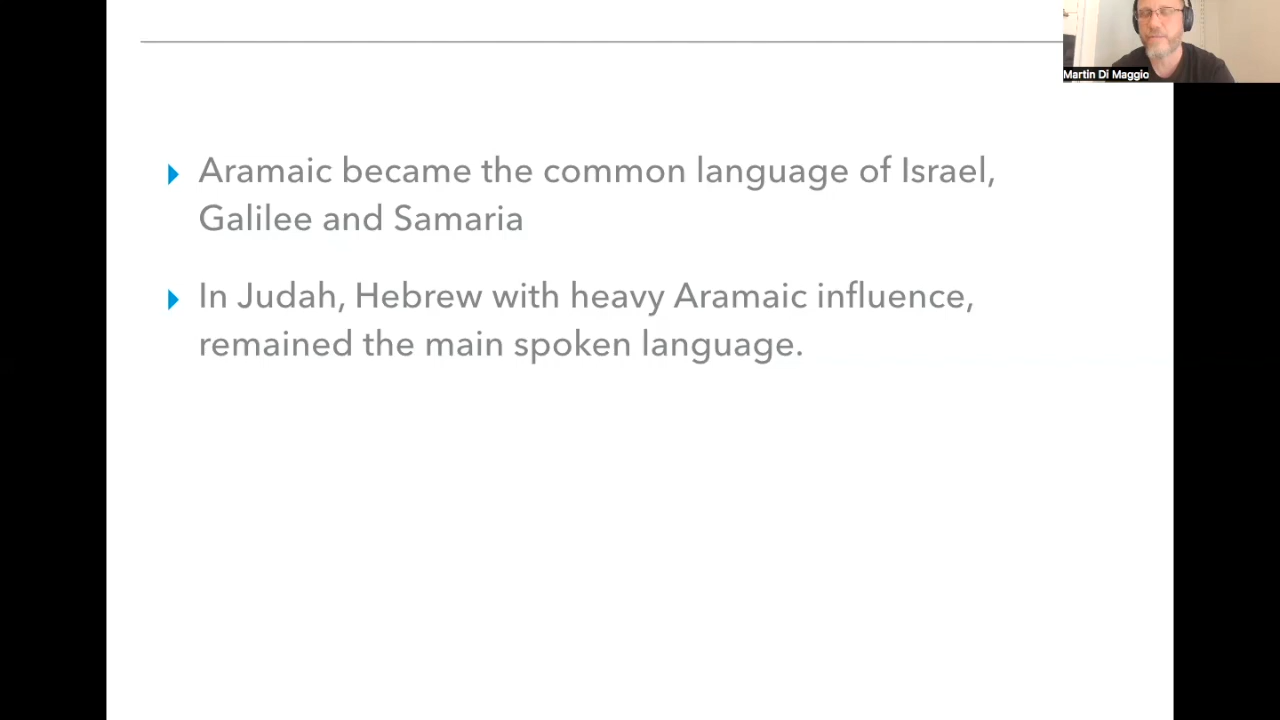 Martin Di Maggio
Aramaic became the common language of Israel,
Galilee and Samaria
In Judah, Hebrew with heavy Aramaic influence,
remained the main spoken language.